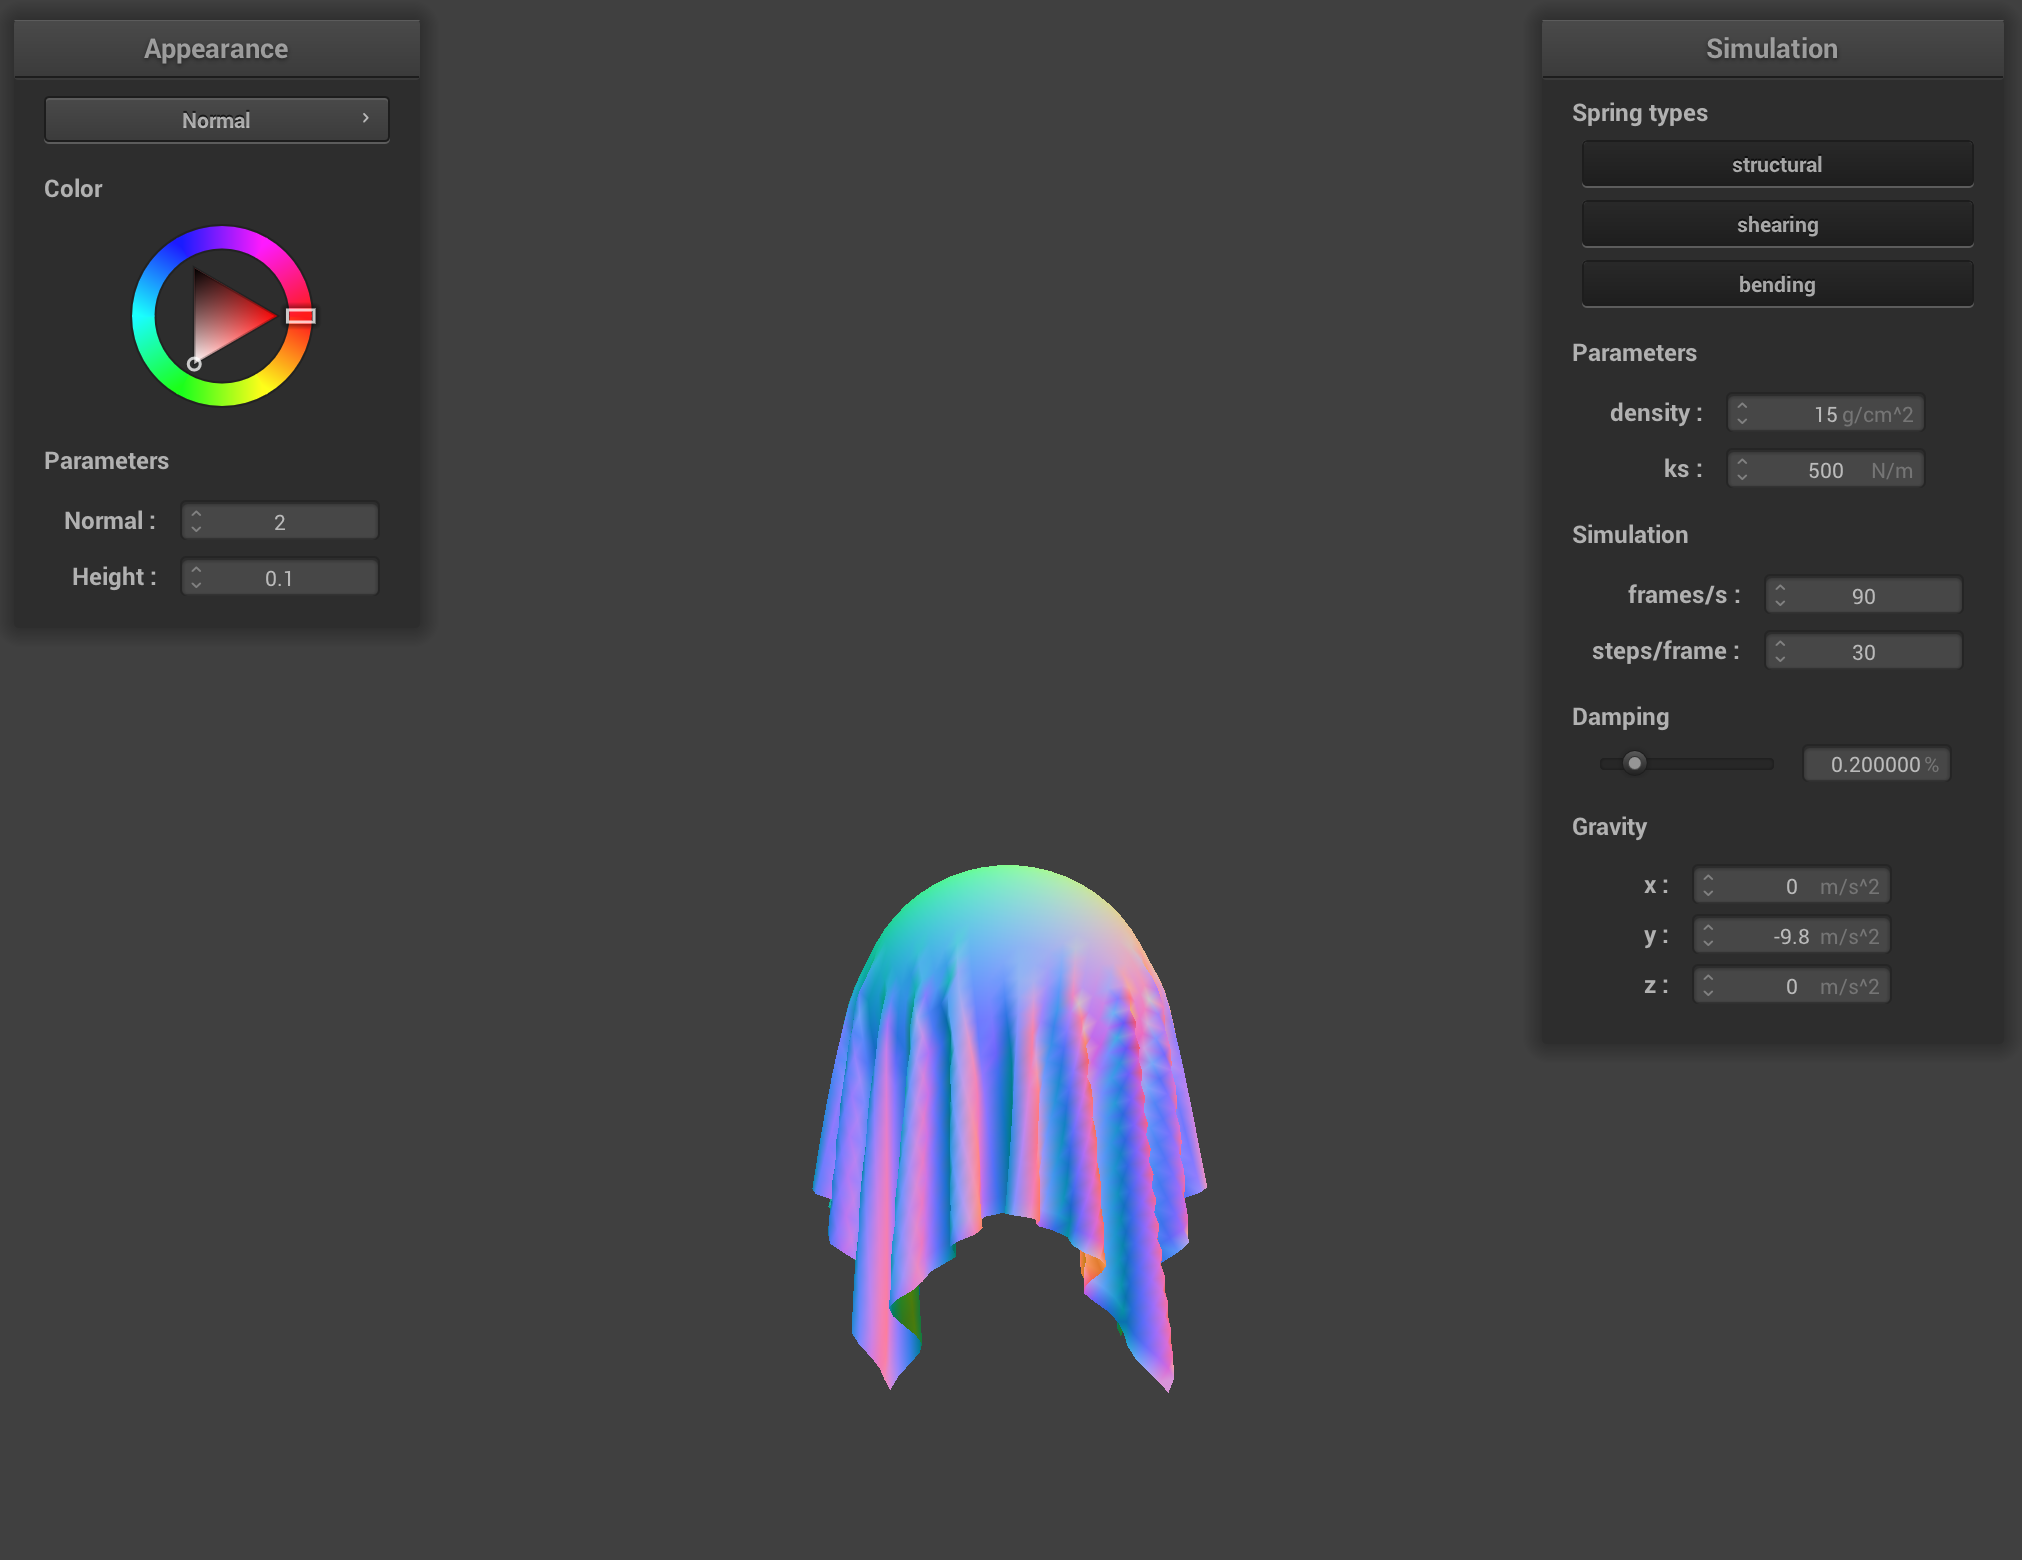 Appearance
Normal
Color
Parameters
Normal : 2
Height : 0.1
Simulation
Spring types
structural
shearing
bending
Parameters
density : 15 g/cm^2
ks : 500 N/m
Simulation
frames/s : 90
steps/frame : 30
Damping
0.200000 %
Gravity
x : 0 m/s^2
y : -9.8 m/s^2
z : 0 m/s^2